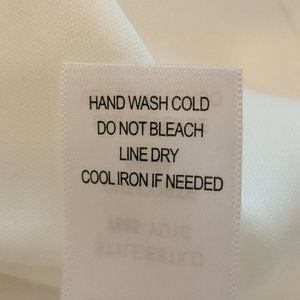 HAND WASH COLD
DO NOT BLEACH
LINE DRY
COOL IRON IF NEEDED